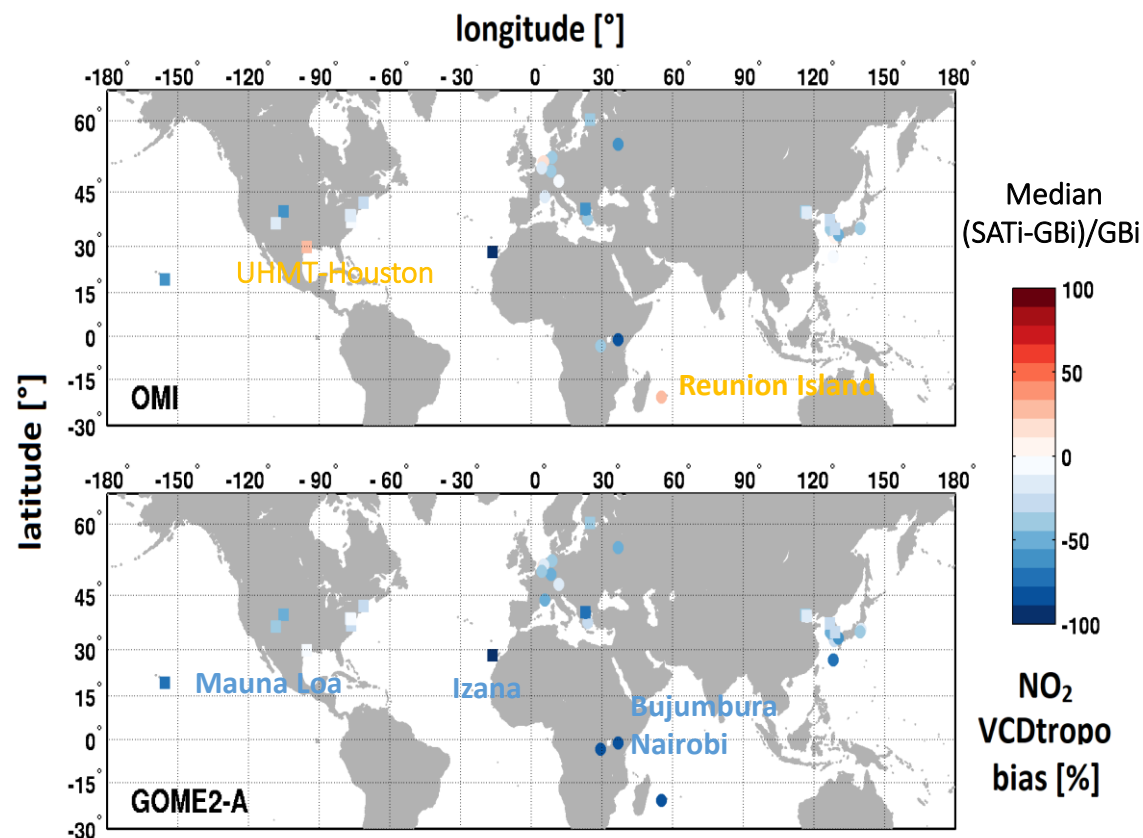 longitude [°]
-180° -150° -120° -90° -60° -30° 0° 30° 60° 90° 120° 150° 180°
60°
45°
30°
15°
0°
-15°
-30°
UHMT-Houston
Reunion Island
OMI
latitude [°]
-180° -150° -120° -90° -60° -30° 0° 30° 60° 90° 120° 150° 180°
60°
45°
30°
15°
0°
-15°
-30°
Mauna Loa
Izana
Bujumbura
Nairobi
GOME2-A
Median
(SATi-GBi)/GBi
100
50
0
-50
-100
NO₂
VCDtropo
bias [%]